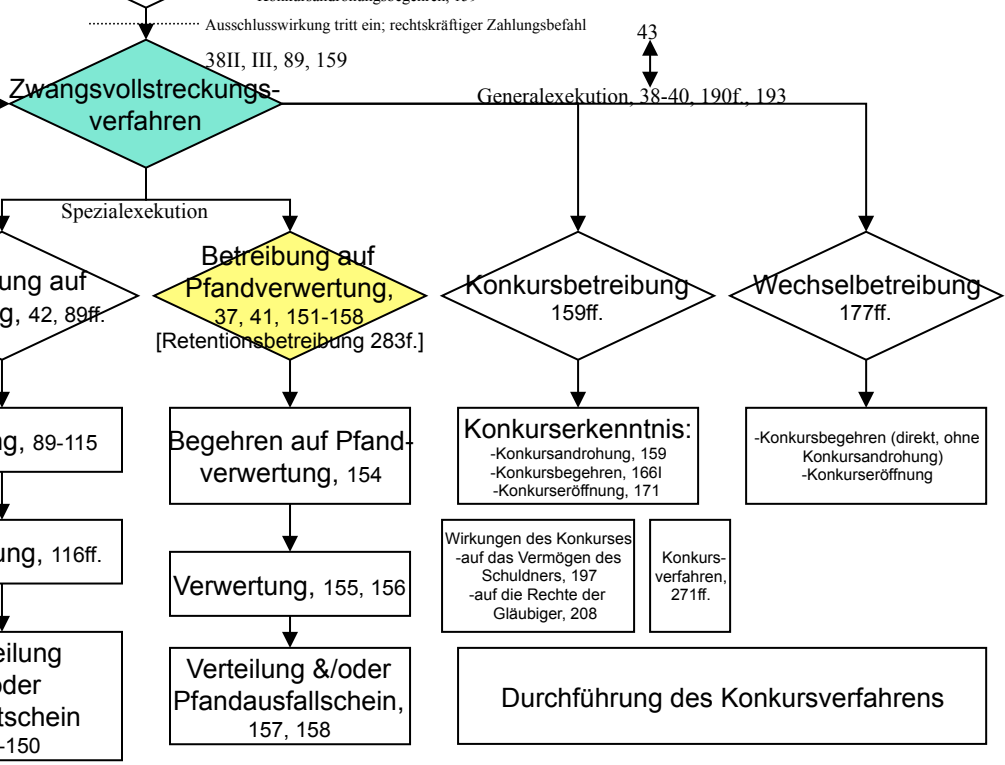 Konkursandrohungsbegehren, 159
Ausschlusswirkung tritt ein; rechtskräftiger Zahlungsbefahl
43
38II, III, 89, 159
Zwangsvollstreckungs-
verfahren
Generalexekution, 38-40, 190f., 193
Spezialexekution
ung auf
g, 42, 89ff.
Betreibung auf
Pfandverwertung,
37, 41, 151-158
[Retentionsbetreibung 283f.]
Konkursbetreibung
159ff.
Wechselbetreibung
177ff.
g, 89-115
Begehren auf Pfand-
verwertung, 154
Konkurserkenntnis:
-Konkursandrohung, 159
-Konkursbegehren, 166I
-Konkurseröffnung, 171
-Konkursbegehren (direkt, ohne
Konkursandrohung)
-Konkurseröffnung
ung, 116ff.
Verwertung, 155, 156
Wirkungen des Konkurses
-auf das Vermögen des
Schuldners, 197
-auf die Rechte der
Gläubiger, 208
Konkurs-
verfahren,
271ff.
eilung
oder
tschein
-150
Verteilung &/oder
Pfandausfallschein,
157, 158
Durchführung des Konkursverfahrens